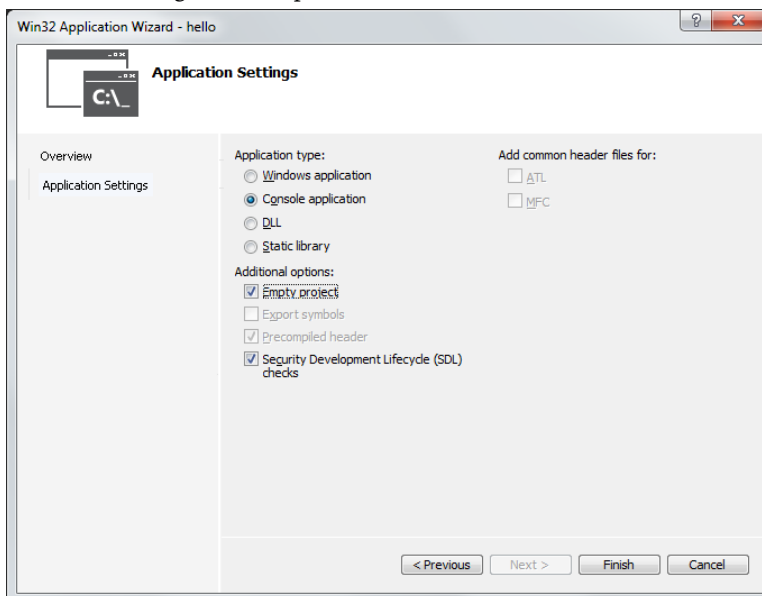 Win32 Application Wizard - hello
C:\_
Application Settings
Overview
Application Settings
Application type:
Windows application
Console application
DLL
Static library
Additional options:
Empty project
Export symbols
Precompiled header
Security Development Lifecycle (SDL)
checks
Add common header files for:
ATL
MFC
< Previous
Next >
Finish
Cancel